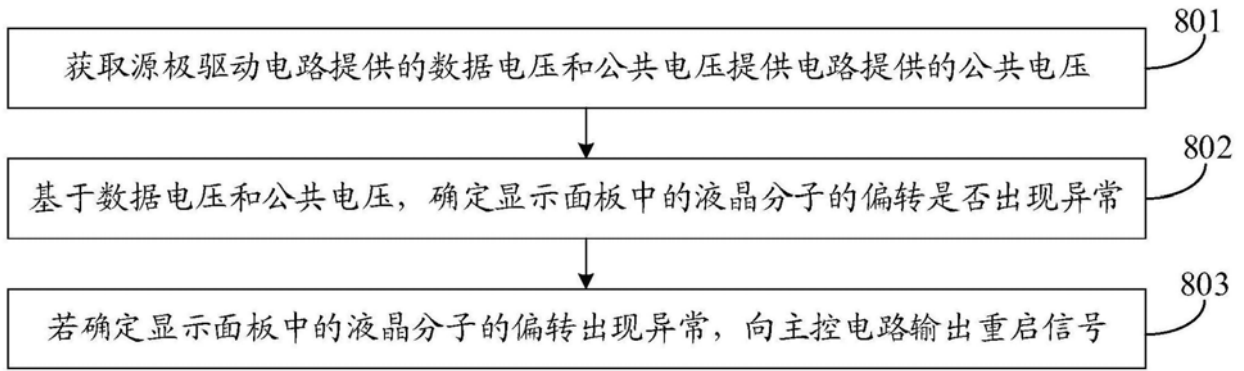 801
获取源极驱动电路提供的数据电压和公共电压提供电路提供的公共电压
802
基于数据电压和公共电压，确定显示面板中的液晶分子的偏转是否出现异常
803
若确定显示面板中的液晶分子的偏转出现异常，向主控电路输出重启信号